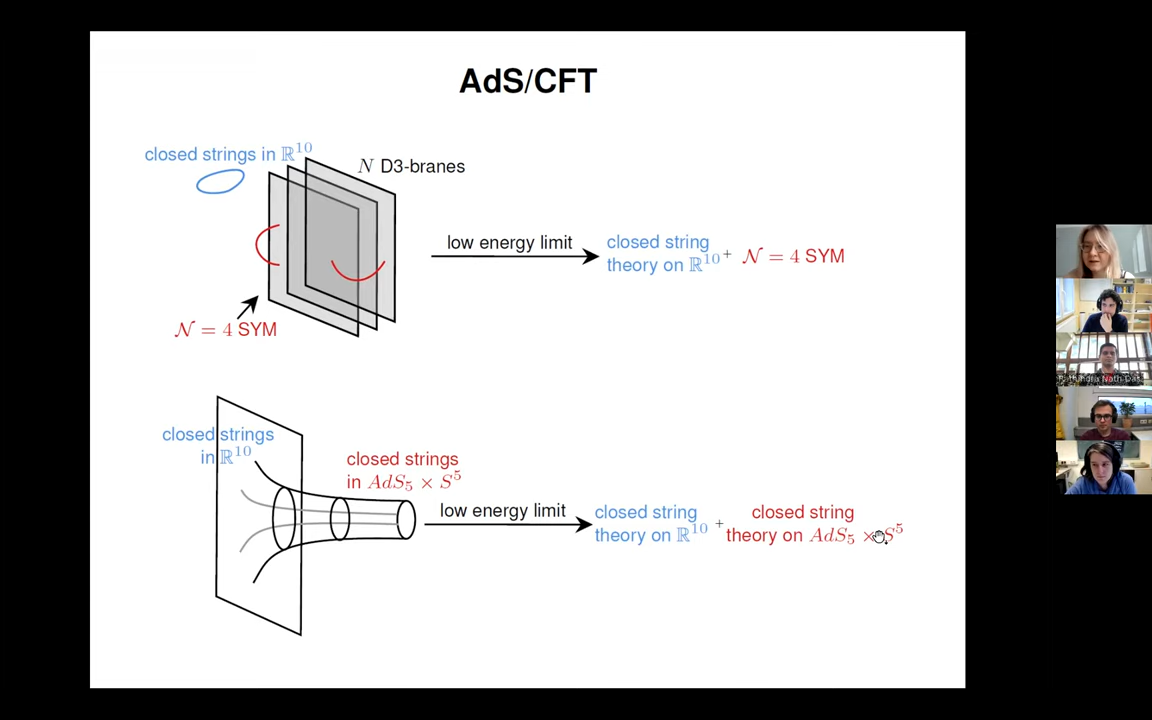 AdS/CFT
closed strings in ℝ¹⁰
N D3-branes
low energy limit
closed string
theory on ℝ¹⁰ + 𝒩 = 4 SYM
𝒩 = 4 SYM
closed strings
in ℝ¹⁰
closed strings
in AdS₅ × S⁵
low energy limit
closed string
theory on ℝ¹⁰ +
closed string
theory on AdS₅ × S⁵